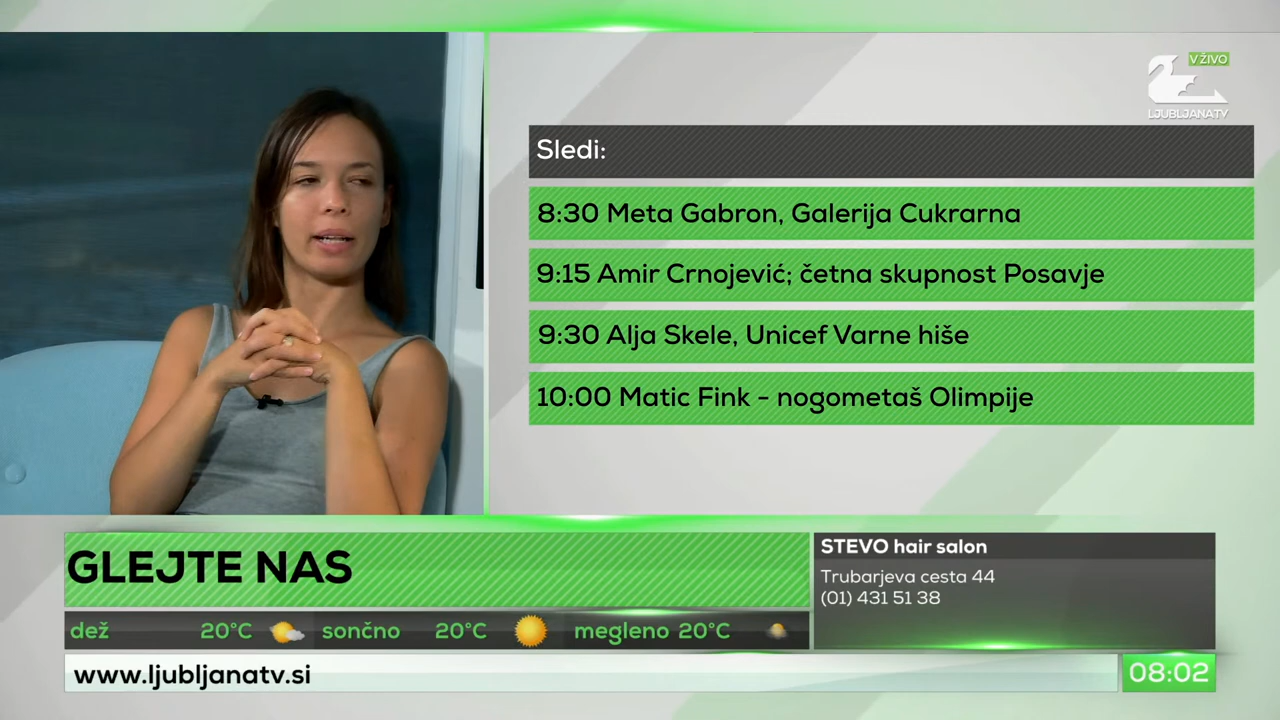 V ŽIVO
LJUBLJANATV
Sledi:
8:30 Meta Gabron, Galerija Cukrarna
9:15 Amir Crnojević; četna skupnost Posavje
9:30 Alja Skele, Unicef Varne hiše
10:00 Matic Fink - nogometaš Olimpije
GLEJTE NAS
STEVO hair salon
Trubarjeva cesta 44
(01) 431 51 38
dež 20°C sončno 20°C megleno 20°C
www.ljubljanatv.si
08:02